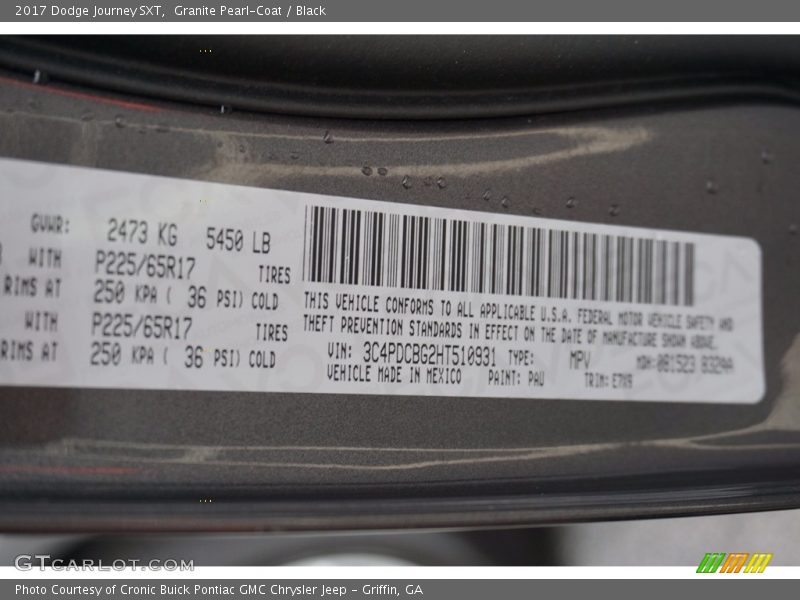 2017 Dodge Journey SXT, Granite Pearl-Coat / Black
GVWR: 2473 KG 5450 LB
WITH P225/65R17 TIRES
RIMS AT 250 KPA ( 36 PSI) COLD
WITH P225/65R17 TIRES
RIMS AT 250 KPA ( 36 PSI) COLD
THIS VEHICLE CONFORMS TO ALL APPLICABLE U.S.A. FEDERAL MOTOR VEHICLE SAFETY AND
THEFT PREVENTION STANDARDS IN EFFECT ON THE DATE OF MANUFACTURE SHOWN ABOVE.
VIN: 3C4PDCBG2HT510931 TYPE: MPV
VEHICLE MADE IN MEXICO PAINT: PAU TRIM:
GTCARLOT.COM
Photo Courtesy of Cronic Buick Pontiac GMC Chrysler Jeep - Griffin, GA